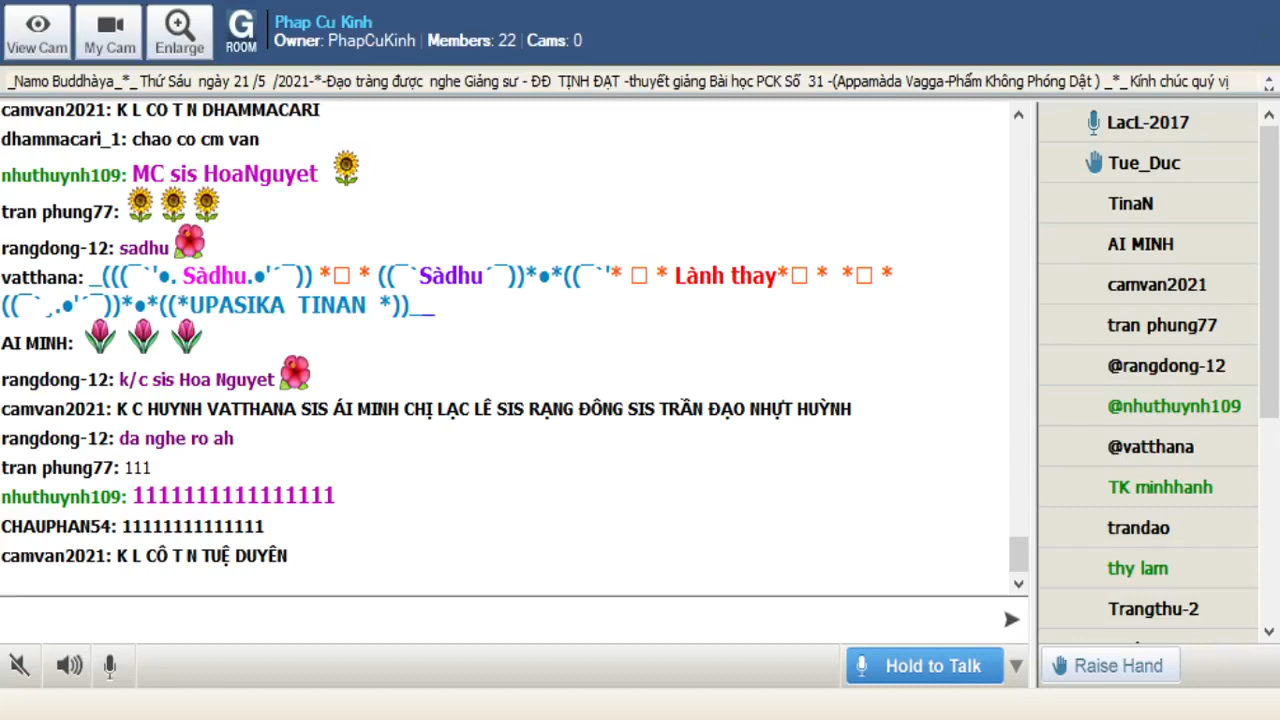 View Cam
My Cam
Enlarge
G
ROOM
Phap Cu Kinh
Owner: PhapCuKinh | Members: 22 | Cams: 0
_Namo Buddhàya_*_ Thứ Sáu ngày 21 /5 /2021-*-Đạo tràng được nghe Giảng sư - ĐĐ TỊNH ĐẠT -thuyết giảng Bài học PCK Số 31 -(Appamàda Vagga-Phẩm Không Phóng Dật ) _*_ Kính chúc quý vị
camvan2021: K L CO T N DHAMMACARI
dhammacari_1: chao co cm van
nhuthuynh109: MC sis HoaNguyet
tran phung77:
rangdong-12: sadhu
vatthana: _(((¯`'●. Sàdhu.●'´¯)) *□ * ((¯`Sàdhu´¯))*●*((¯`'* □ * Lành thay*□ * *□ *
((¯`¸.●'´¯))*●*((*UPASIKA TINAN *))__
AI MINH:
rangdong-12: k/c sis Hoa Nguyet
camvan2021: K C HUYNH VATTHANA SIS ÁI MINH CHỊ LẠC LÊ SIS RẠNG ĐÔNG SIS TRẦN ĐẠO NHỰT HUỲNH
rangdong-12: da nghe ro ah
tran phung77: 111
nhuthuynh109: 1111111111111111
CHAUPHAN54: 11111111111111
camvan2021: K L CÔ T N TUỆ DUYÊN
LacL-2017
Tue_Duc
TinaN
AI MINH
camvan2021
tran phung77
@rangdong-12
@nhuthuynh109
@vatthana
TK minhhanh
trandao
thy lam
Trangthu-2
Hold to Talk
Raise Hand